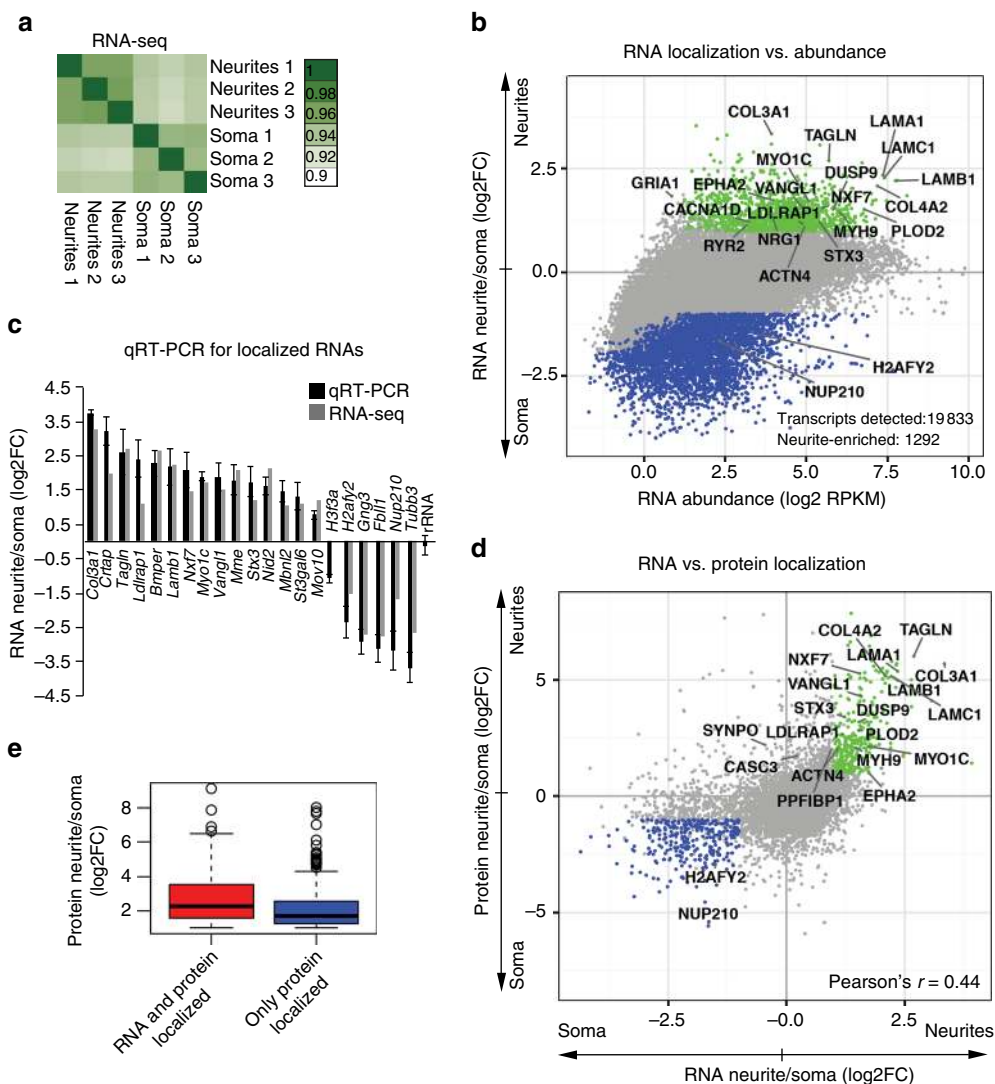 a
RNA-seq
Neurites 1
Neurites 2
Neurites 3
Soma 1
Soma 2
Soma 3
1
0.98
0.96
0.94
0.92
0.9
Neurites 1
Neurites 2
Neurites 3
Soma 1
Soma 2
Soma 3
b
RNA localization vs. abundance
RNA neurite/soma (log2FC)
Neurites
Soma
2.5
0.0
−2.5
COL3A1
TAGLN
LAMA1
LAMC1
MYO1C
DUSP9
LAMB1
GRIA1
EPHA2
VANGL1
NXF7
COL4A2
CACNA1D
LDLRAP1
MYH9
PLOD2
RYR2
NRG1
STX3
ACTN4
H2AFY2
NUP210
Transcripts detected:19 833
Neurite-enriched: 1292
0.0
2.5
5.0
7.5
10.0
RNA abundance (log2 RPKM)
c
qRT-PCR for localized RNAs
qRT-PCR
RNA-seq
RNA neurite/soma (log2FC)
4.5
3.5
2.5
1.5
0.5
−0.5
−1.5
−2.5
−3.5
−4.5
Col3a1
Crtap
Tagln
Ldlrap1
Bmper
Lamb1
Nxf7
Myo1c
Vangl1
Mme
Stx3
Nid2
Mbnl2
St3gal6
Mov10
H3f3a
H2afy2
Gng3
Fbll1
Nup210
Tubb3
rRNA
d
RNA vs. protein localization
Protein neurite/soma (log2FC)
Neurites
Soma
5
0
−5
COL4A2
TAGLN
NXF7
LAMA1
COL3A1
VANGL1
LAMB1
STX3
DUSP9
LAMC1
SYNPO
LDLRAP1
PLOD2
CASC3
MYH9
MYO1C
ACTN4
PPFIBP1
EPHA2
H2AFY2
NUP210
Pearson's r = 0.44
Soma
−2.5
−0.0
2.5
Neurites
RNA neurite/soma (log2FC)
e
Protein neurite/soma
(log2FC)
8
6
4
2
RNA and protein
localized
Only protein
localized